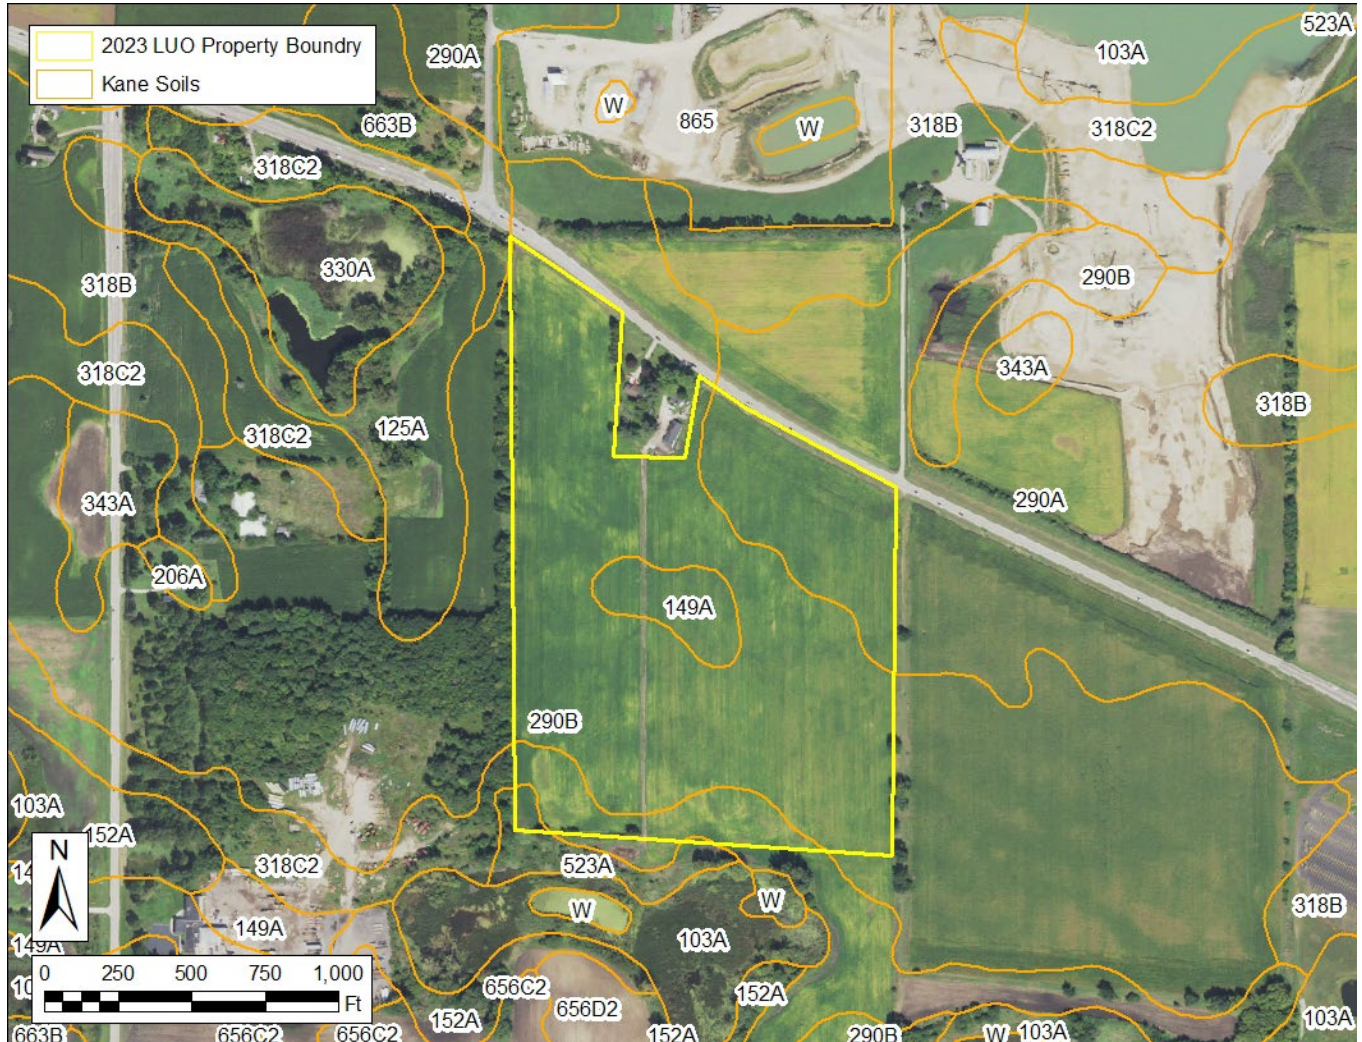 2023 LUO Property Boundry
Kane Soils
523A
290A
103A
W
865
W
318B
318C2
663B
318C2
330A
290B
318B
318C2
343A
318B
318C2
125A
343A
290A
206A
149A
290B
103A
152A
N
318C2
523A
W
W
149A
103A
318B
149A
656C2
152A
0 250 500 750 1,000
Ft
656D2
152A
103A
663B
656C2
656C2
152A
290B
W
103A